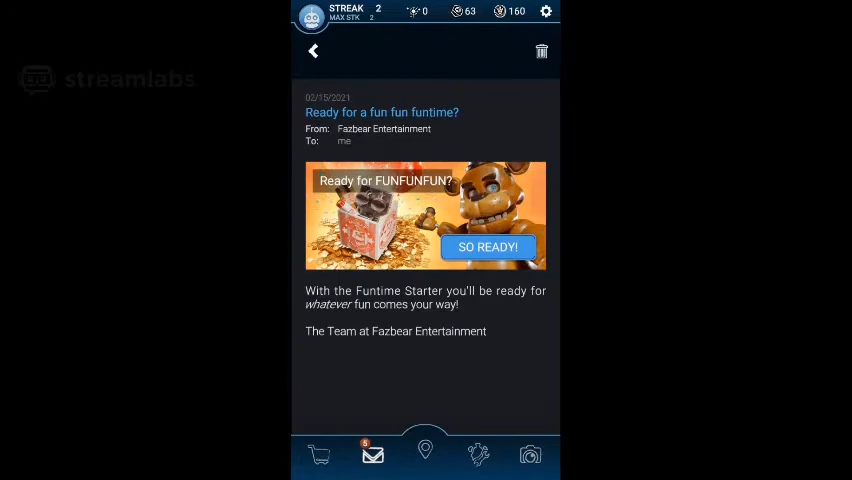 STREAK 2
MAX STK 2
0
63
160
streamlabs
02/15/2021
Ready for a fun fun funtime?
From: Fazbear Entertainment
To: me
Ready for FUNFUNFUN?
SO READY!
With the Funtime Starter you'll be ready for
whatever fun comes your way!
The Team at Fazbear Entertainment
5